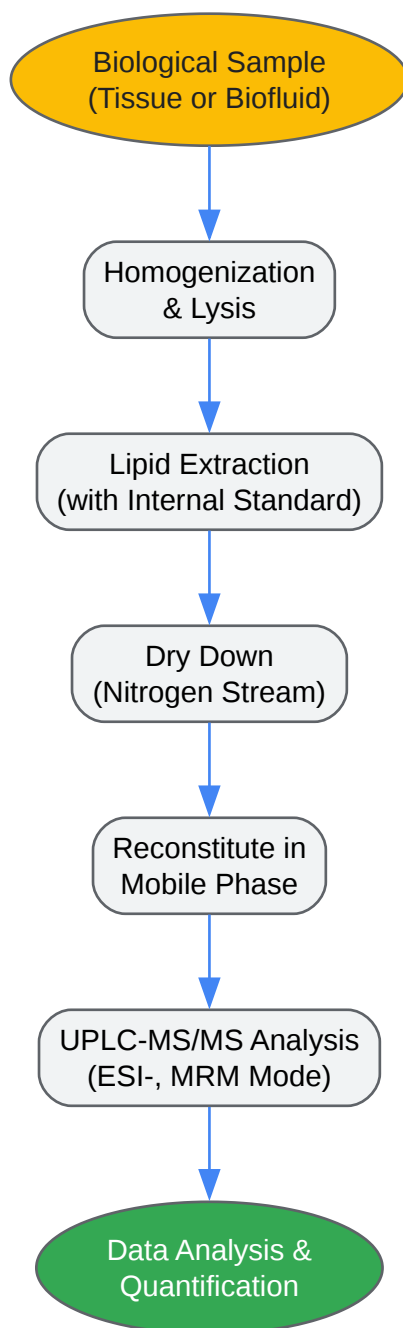 Biological Sample
(Tissue or Biofluid)
Homogenization
& Lysis
Lipid Extraction
(with Internal Standard)
Dry Down
(Nitrogen Stream)
Reconstitute in
Mobile Phase
UPLC-MS/MS Analysis
(ESI-, MRM Mode)
Data Analysis &
Quantification